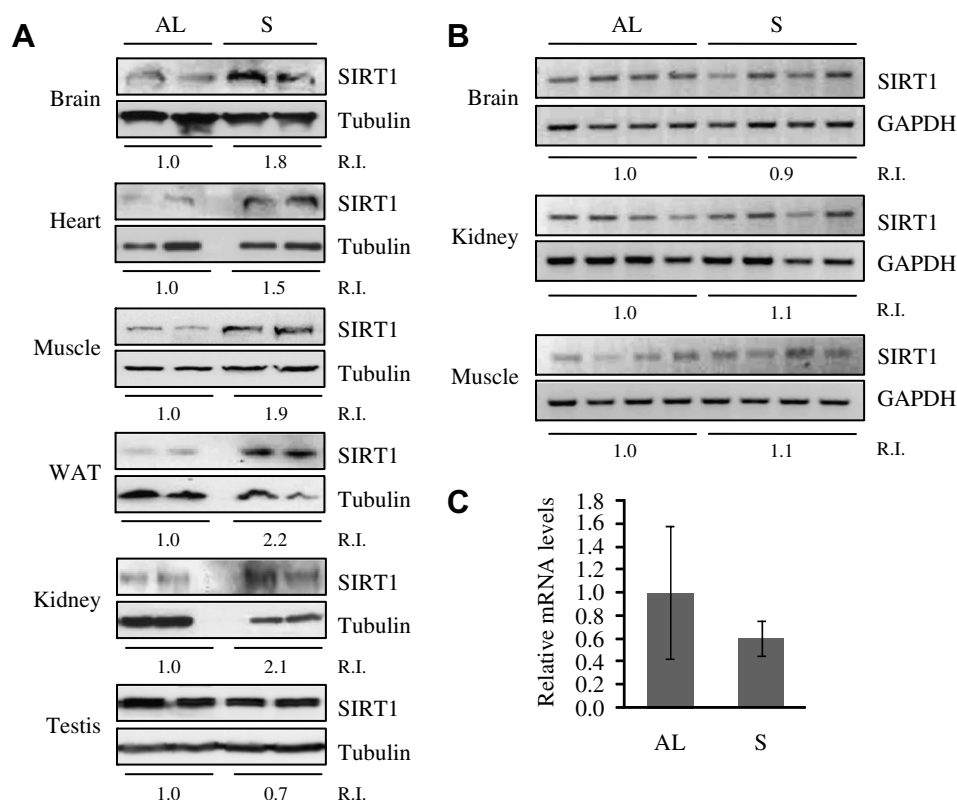 A
AL S
Brain SIRT1
Tubulin
1.0 1.8 R.I.
Heart SIRT1
Tubulin
1.0 1.5 R.I.
Muscle SIRT1
Tubulin
1.0 1.9 R.I.
WAT SIRT1
Tubulin
1.0 2.2 R.I.
Kidney SIRT1
Tubulin
1.0 2.1 R.I.
Testis SIRT1
Tubulin
1.0 0.7 R.I.
B
AL S
Brain SIRT1
GAPDH
1.0 0.9 R.I.
Kidney SIRT1
GAPDH
1.0 1.1 R.I.
Muscle SIRT1
GAPDH
1.0 1.1 R.I.
C
Relative mRNA levels
1.8
1.6
1.4
1.2
1.0
0.8
0.6
0.4
0.2
0.0
AL S